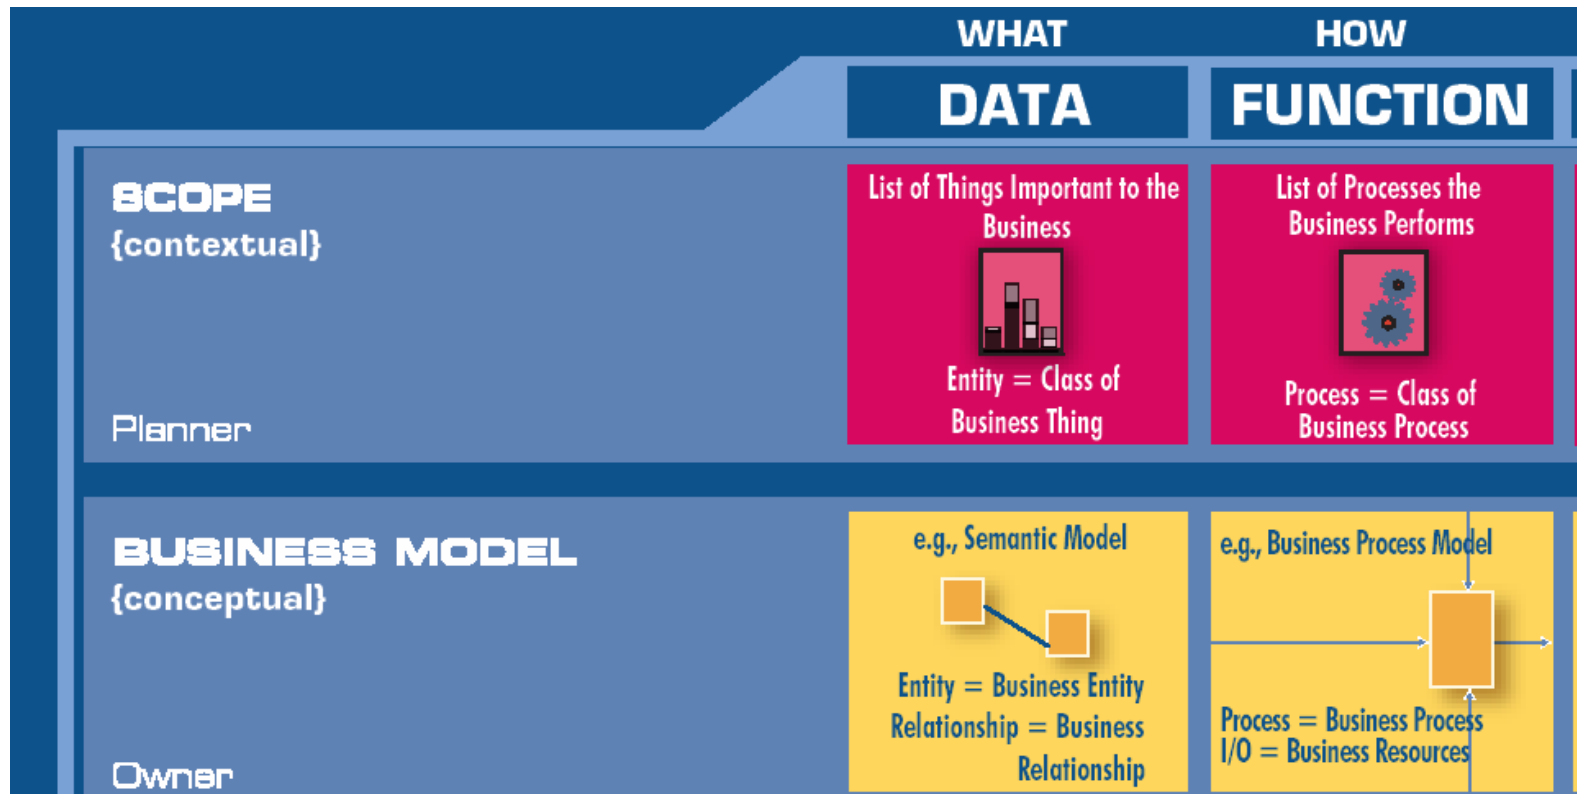 WHAT
HOW
DATA
FUNCTION
SCOPE
{contextual}
Planner
List of Things Important to the
Business
Entity = Class of
Business Thing
List of Processes the
Business Performs
Process = Class of
Business Process
BUSINESS MODEL
{conceptual}
Owner
e.g., Semantic Model
Entity = Business Entity
Relationship = Business
Relationship
e.g., Business Process Model
Process = Business Process
I/O = Business Resources